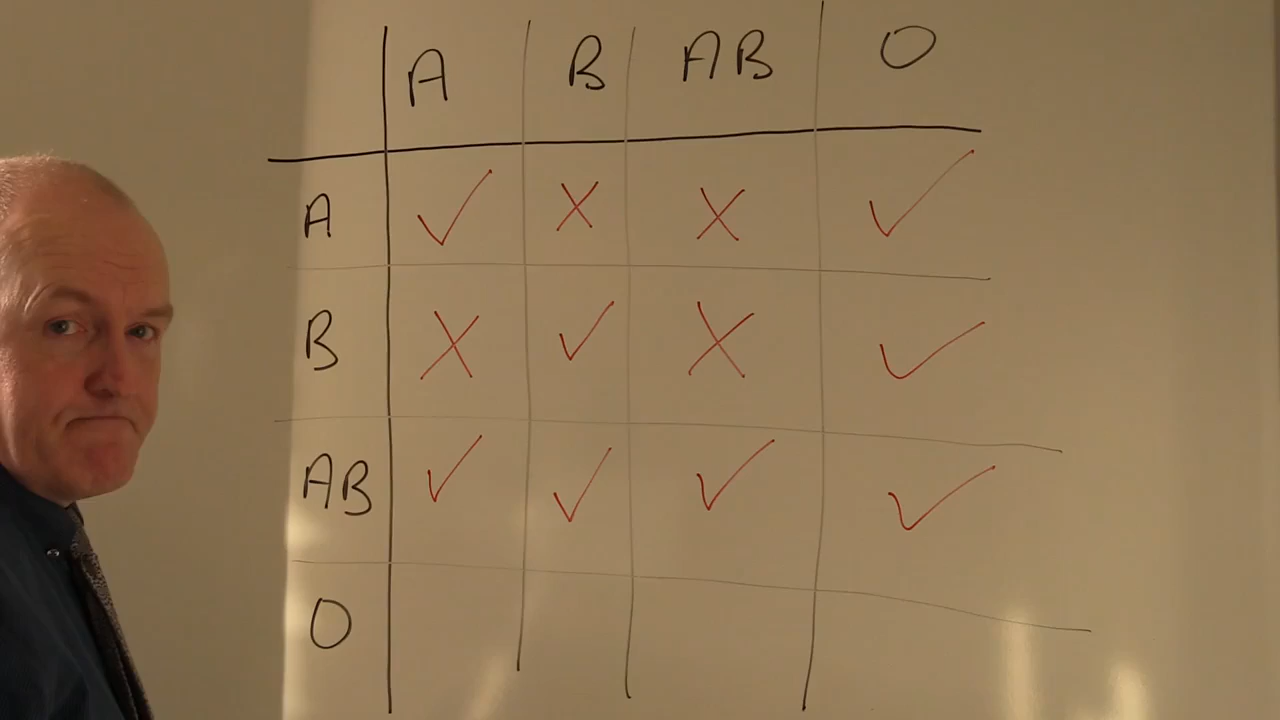 A B AB O
A ✓ X X ✓
B X ✓ X ✓
AB ✓ ✓ ✓ ✓
O